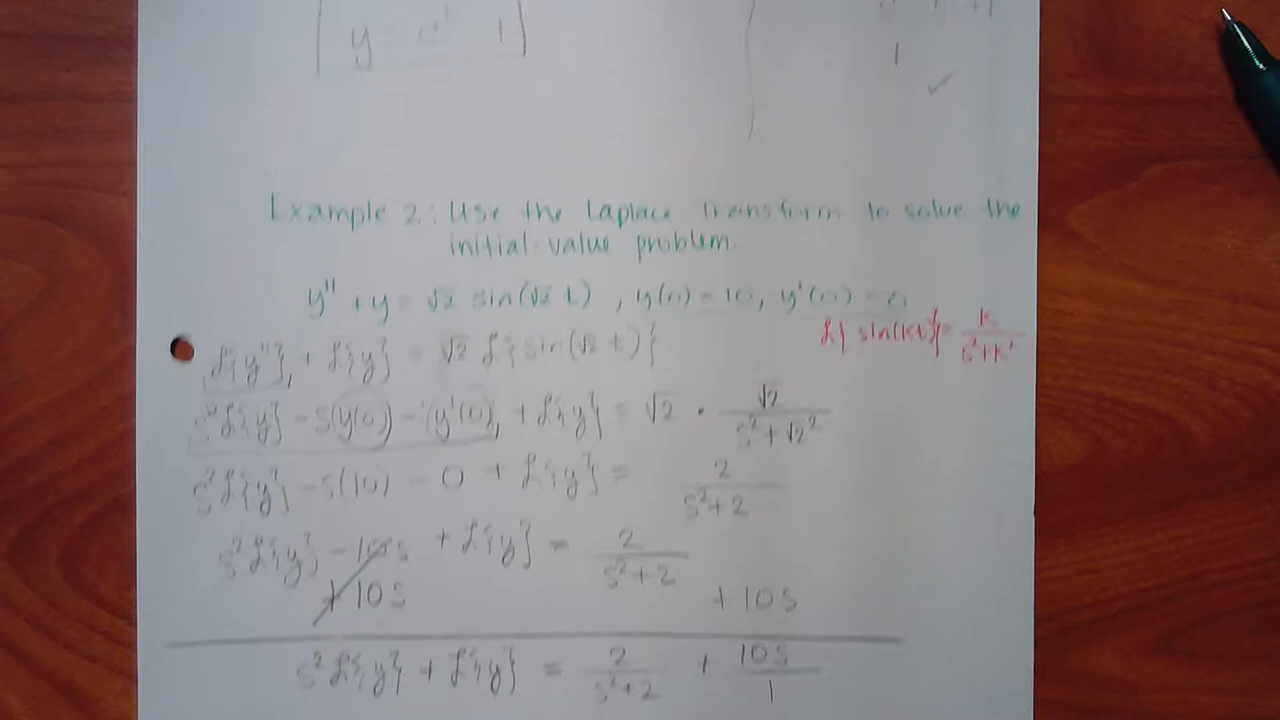 y = e^t - 1
1
✓
Example 2: Use the Laplace Transform to solve the
initial-value problem.
y'' + y = √2 sin(√2 t), y(0) = 10, y'(0) = 0
ℒ{sin(kt)} = k/(s²+k²)
ℒ{y''} + ℒ{y} = √2 ℒ{sin(√2 t)}
s²ℒ{y} - s(y(0)) - (y'(0)) + ℒ{y} = √2 · √2/(s²+√2²)
s²ℒ{y} - s(10) - 0 + ℒ{y} = 2/(s²+2)
s²ℒ{y} - 10s + ℒ{y} = 2/(s²+2)
+10s +10s
s²ℒ{y} + ℒ{y} = 2/(s²+2) + 10s/1